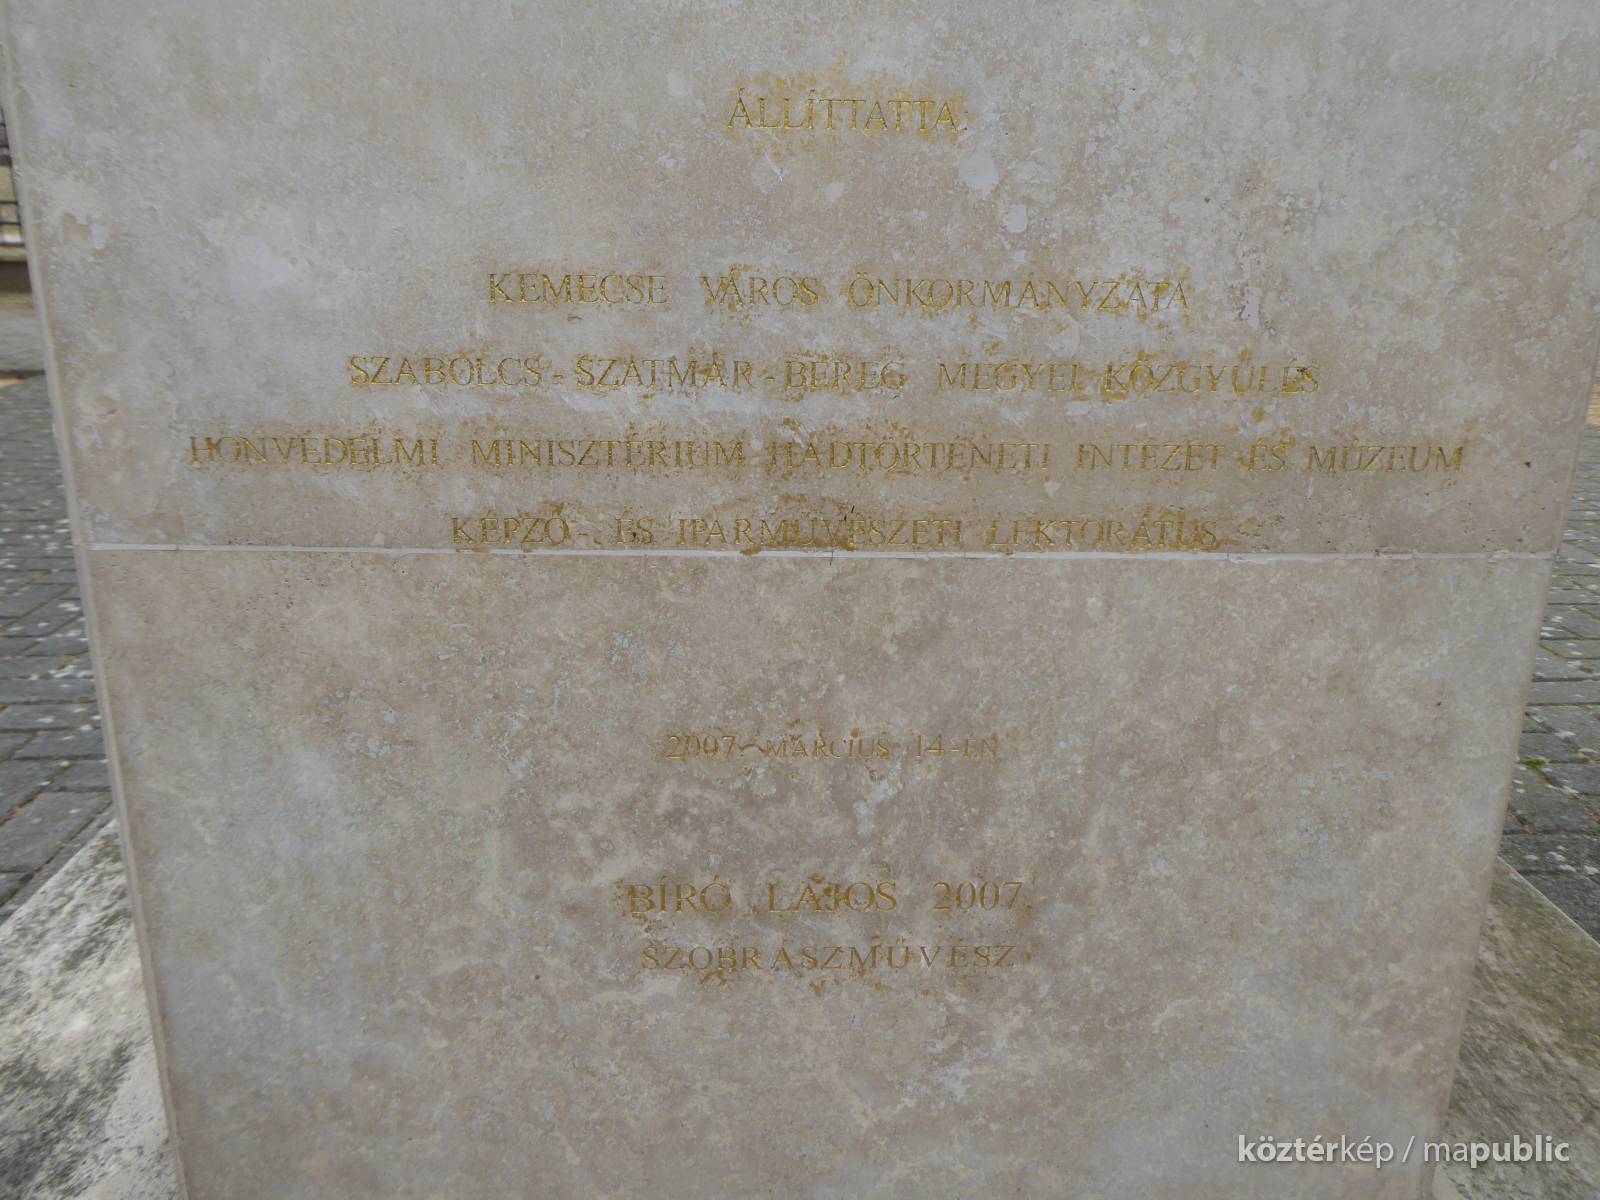 ÁLLÍTTATTA:
KEMECSE VÁROS ÖNKORMÁNYZATA
SZABOLCS - SZATMÁR - BEREG MEGYEI KÖZGYŰLÉS
HONVÉDELMI MINISZTÉRIUM HADTÖRTÉNETI INTÉZET ÉS MÚZEUM
KÉPZŐ - ÉS IPARMŰVÉSZETI LEKTORÁTUS
2007. MÁRCIUS 14-ÉN
BÍRÓ LAJOS 2007.
SZOBRÁSZMŰVÉSZ
köztérkép / mapublic